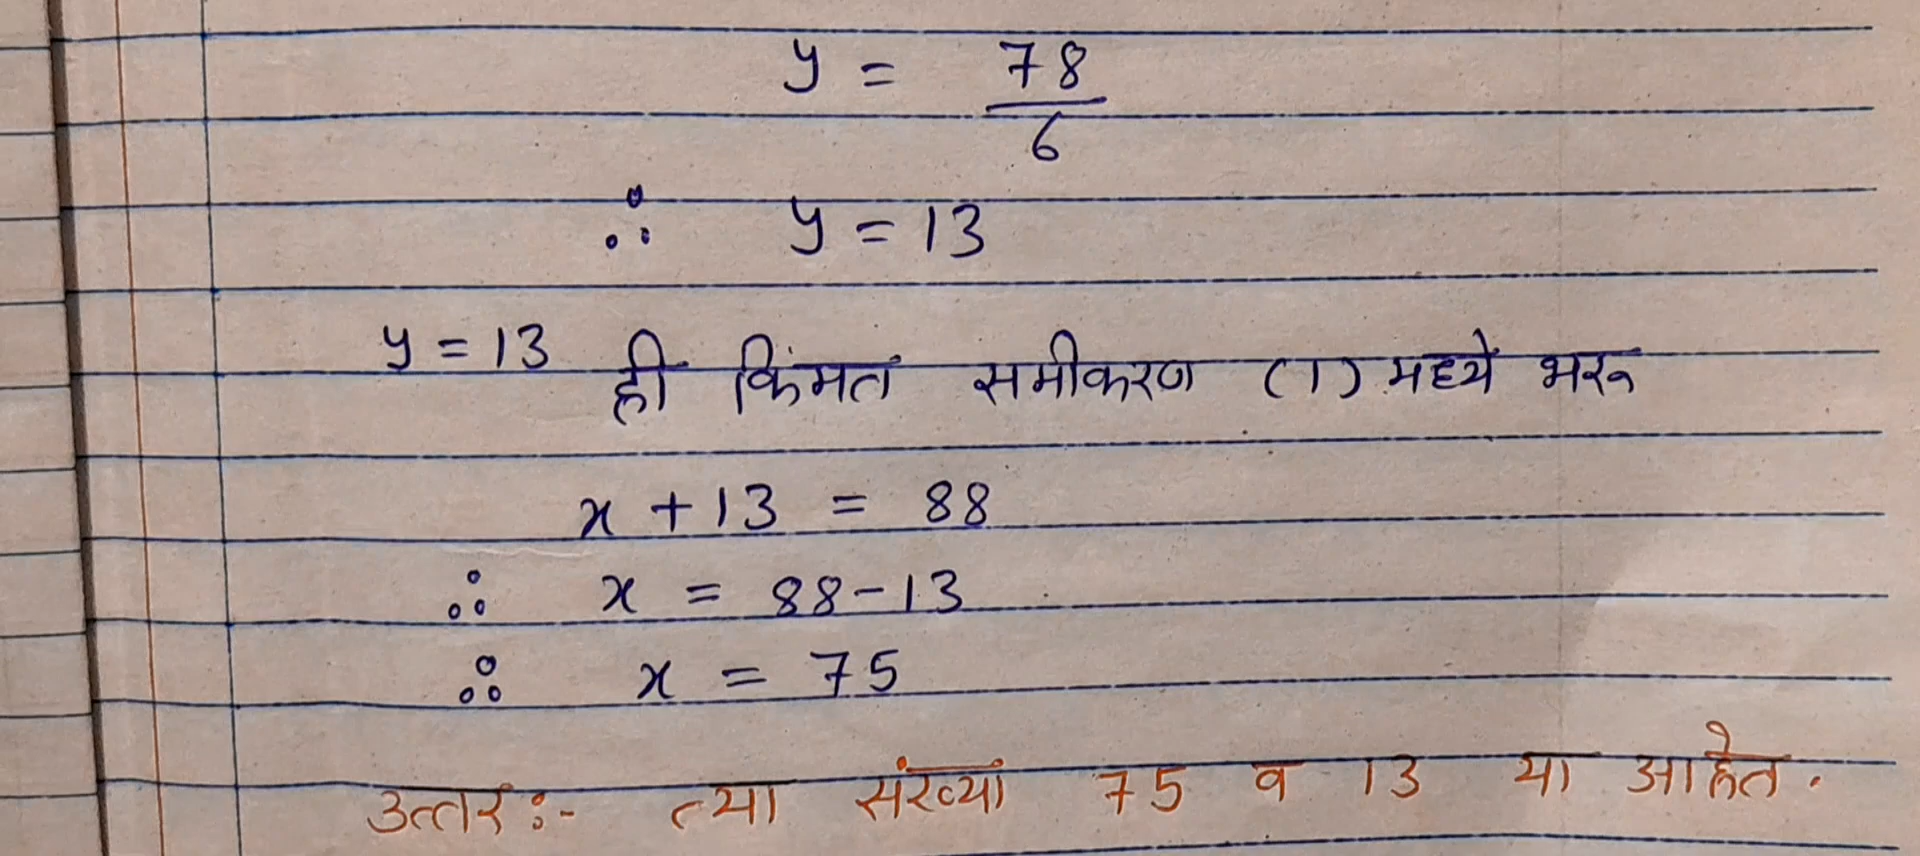 y = 78/6
∴ y = 13
y = 13 ही किंमत समीकरण (1) मध्ये भरू
x + 13 = 88
∴ x = 88 - 13
∴ x = 75
उत्तर :- त्या संख्यां 75 व 13 या आहेत.